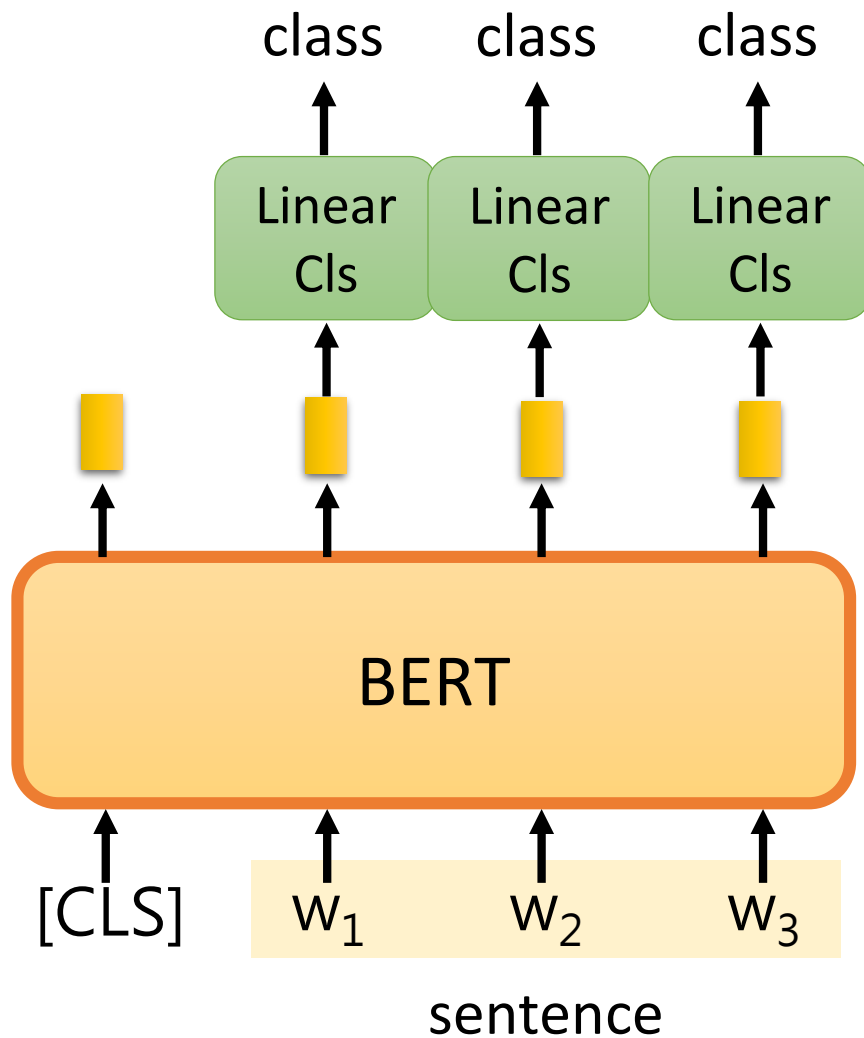 class class class
Linear Linear Linear
Cls Cls Cls
BERT
[CLS] w₁ w₂ w₃
sentence